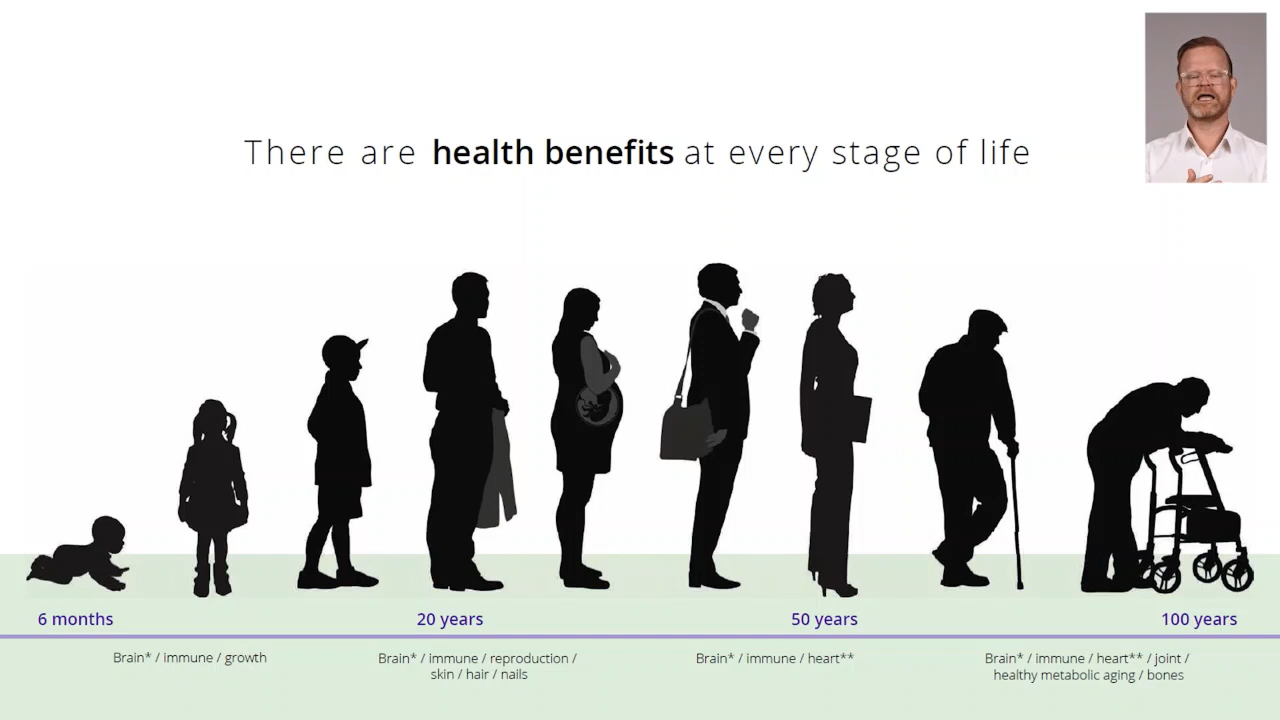 There are health benefits at every stage of life
6 months
20 years
50 years
100 years
Brain* / immune / growth
Brain* / immune / reproduction /
skin / hair / nails
Brain* / immune / heart**
Brain* / immune / heart** / joint /
healthy metabolic aging / bones